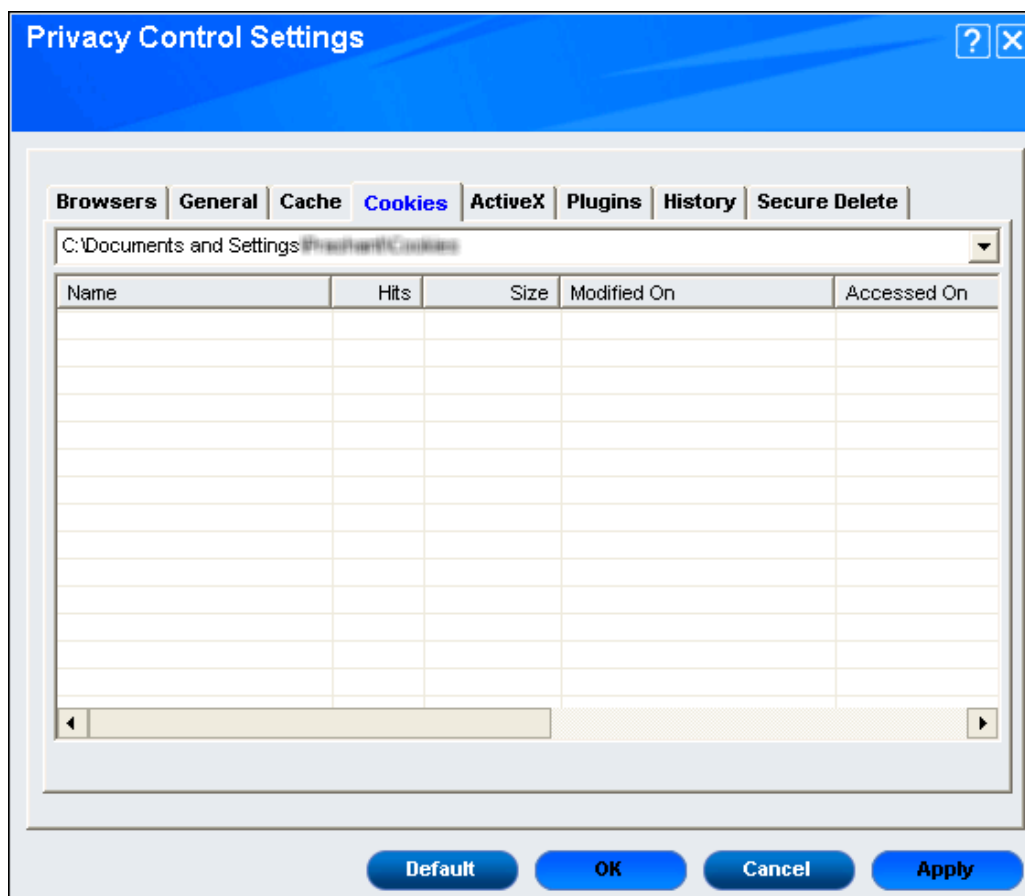 Privacy Control Settings
?
Browsers General Cache Cookies ActiveX Plugins History Secure Delete
C:\Documents and Settings
Name Hits Size Modified On Accessed On
Default OK Cancel Apply